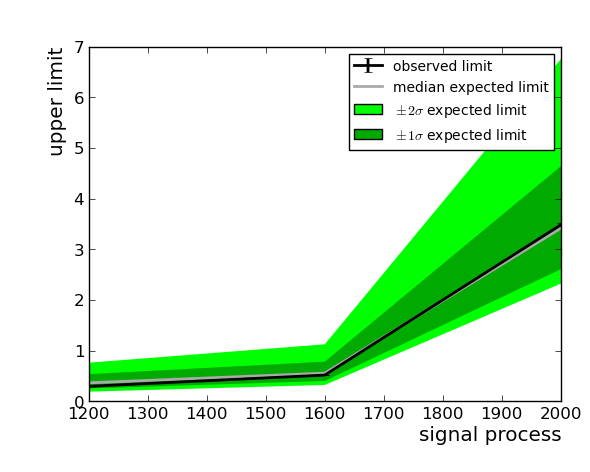 7
6
5
4
3
2
1
0
upper limit
observed limit
median expected limit
±2σ expected limit
±1σ expected limit
1200 1300 1400 1500 1600 1700 1800 1900 2000
signal process